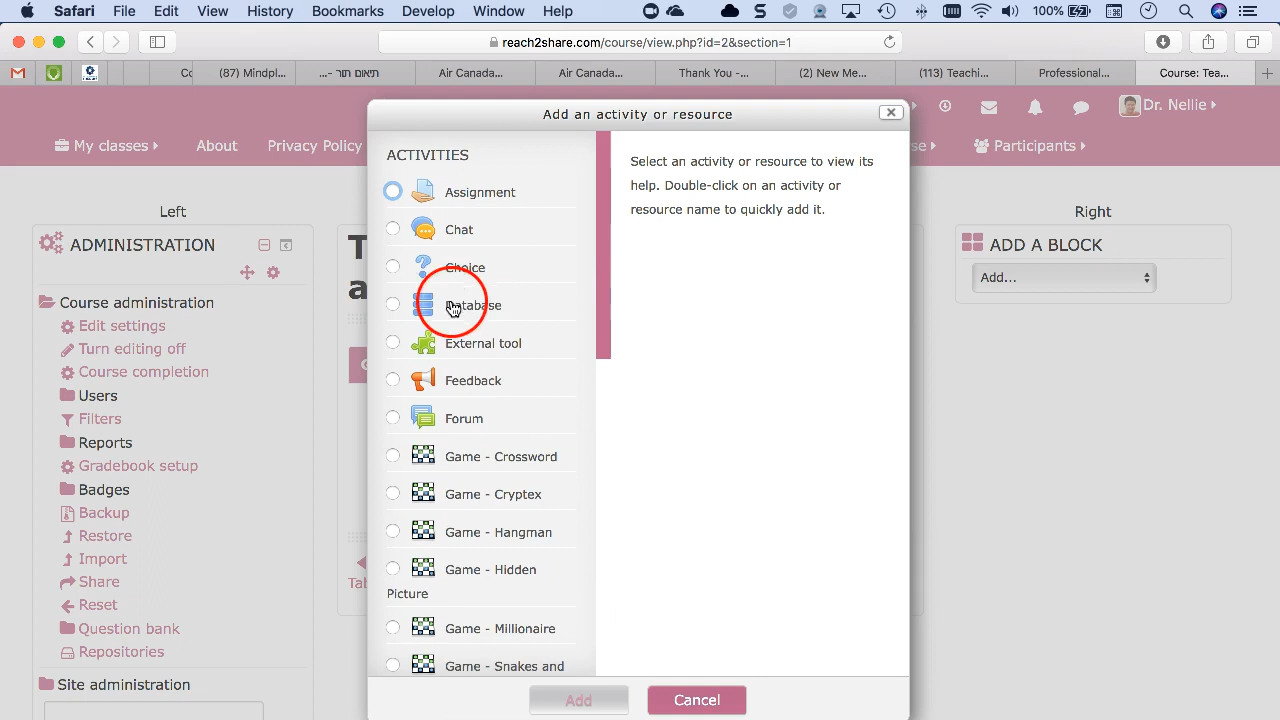 Safari File Edit View History Bookmarks Develop Window Help 100%
reach2share.com/course/view.php?id=2&section=1
Cc (87) Mindpl... ...תיאום תור - Air Canada... Air Canada... Thank You -... (2) New Me... (113) Teachi... Professional... Course: Tea...
Dr. Nellie
My classes About Privacy Policy Participants
Add an activity or resource
ACTIVITIES
Assignment
Chat
Choice
Database
External tool
Feedback
Forum
Game - Crossword
Game - Cryptex
Game - Hangman
Game - Hidden
Picture
Game - Millionaire
Game - Snakes and
Select an activity or resource to view its
help. Double-click on an activity or
resource name to quickly add it.
Add Cancel
Left
ADMINISTRATION
Course administration
Edit settings
Turn editing off
Course completion
Users
Filters
Reports
Gradebook setup
Badges
Backup
Restore
Import
Share
Reset
Question bank
Repositories
Site administration
Right
ADD A BLOCK
Add...